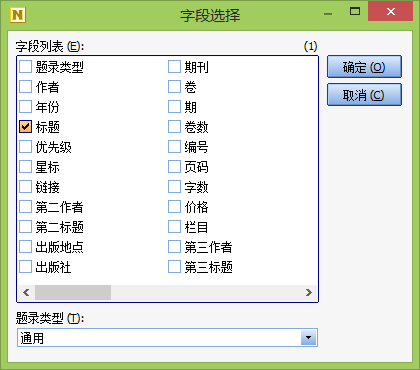 N
字段选择
字段列表 (E):
(1)
题录类型
作者
年份
标题
优先级
星标
链接
第二作者
第二标题
出版地点
出版社
期刊
卷
期
卷数
编号
页码
字数
价格
栏目
第三作者
第三标题
确定 (O)
取消 (C)
题录类型 (T):
通用